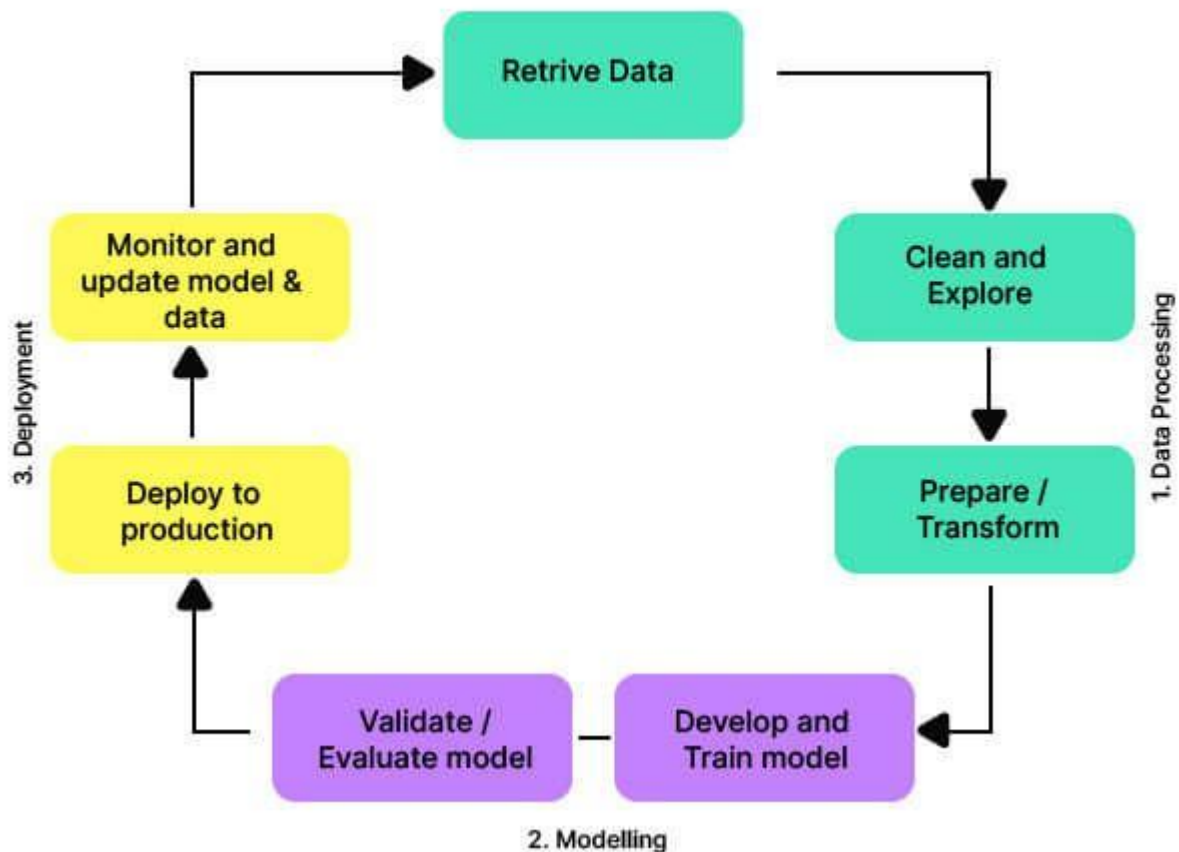 Retrive Data
Clean and
Explore
1. Data Processing
Prepare /
Transform
Develop and
Train model
Validate /
Evaluate model
2. Modelling
Deploy to
production
3. Deployment
Monitor and
update model &
data